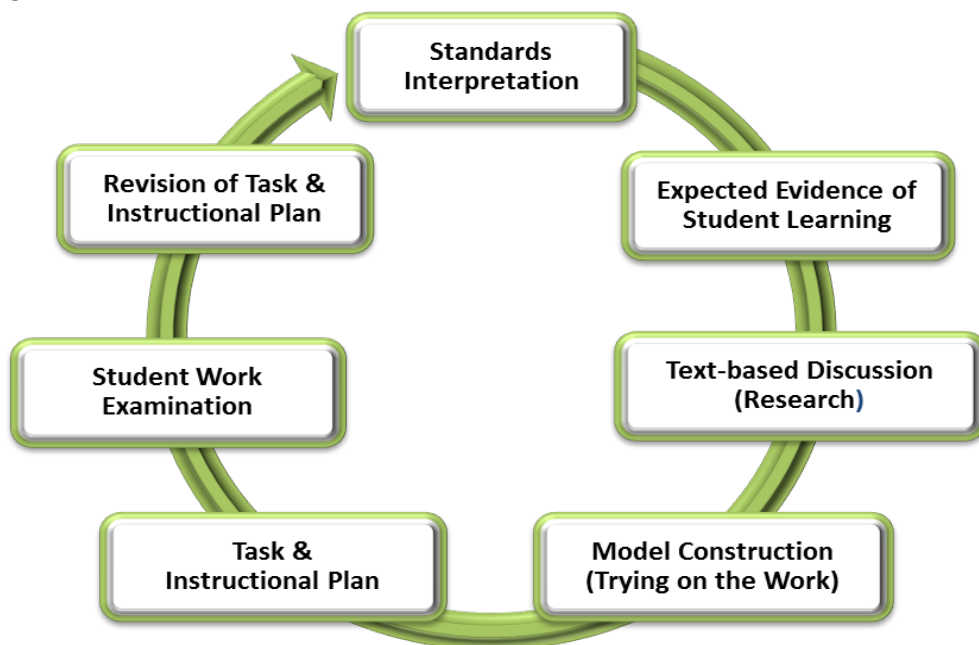 Standards
Interpretation
Expected Evidence of
Student Learning
Text-based Discussion
(Research)
Model Construction
(Trying on the Work)
Task &
Instructional Plan
Student Work
Examination
Revision of Task &
Instructional Plan